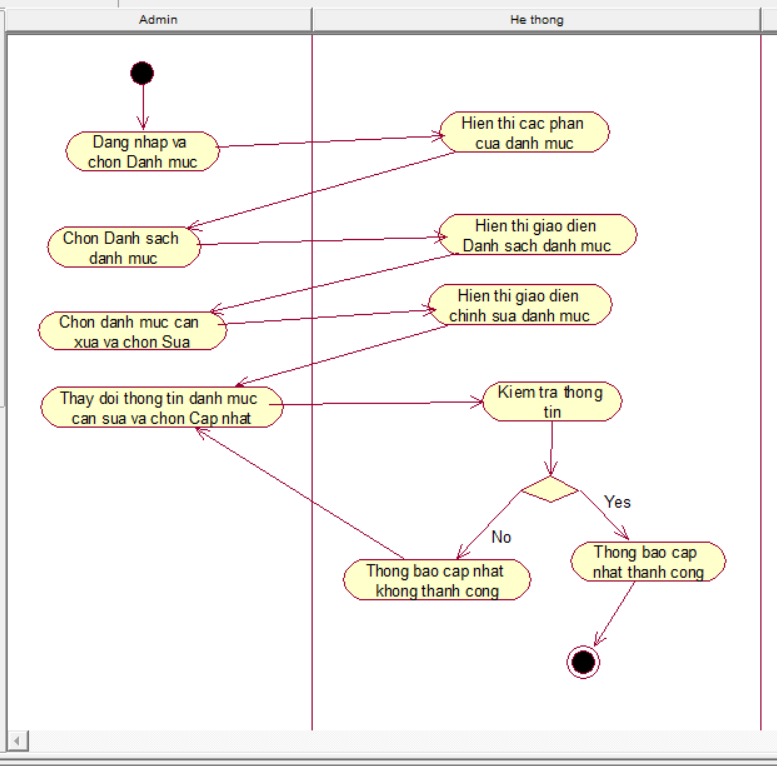 Admin
He thong
Dang nhap va
chon Danh muc
Hien thi cac phan
cua danh muc
Chon Danh sach
danh muc
Hien thi giao dien
Danh sach danh muc
Chon danh muc can
xua va chon Sua
Hien thi giao dien
chinh sua danh muc
Thay doi thong tin danh muc
can sua va chon Cap nhat
Kiem tra thong
tin
Yes
No
Thong bao cap nhat
khong thanh cong
Thong bao cap
nhat thanh cong